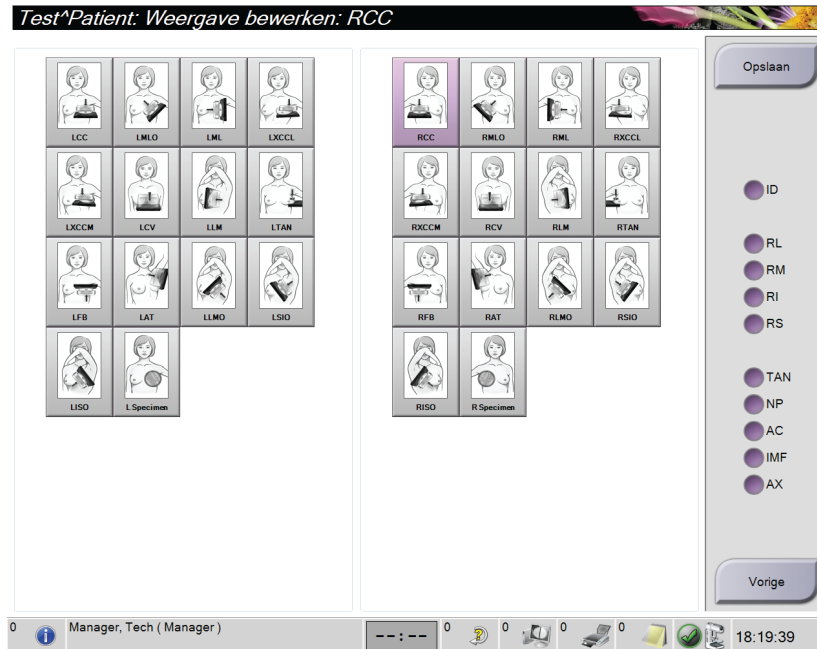 Test^Patient: Weergave bewerken: RCC
Opslaan
LCC LMLO LML LXCCL
RCC RMLO RML RXCCL
LXCCM LCV LLM LTAN
RXCCM RCV RLM RTAN
LFB LAT LLMO LSIO
RFB RAT RLMO RSIO
LISO L Specimen
RISO R Specimen
ID
RL
RM
RI
RS
TAN
NP
AC
IMF
AX
Vorige
0 Manager, Tech ( Manager ) --:-- 0 0 0 0 18:19:39